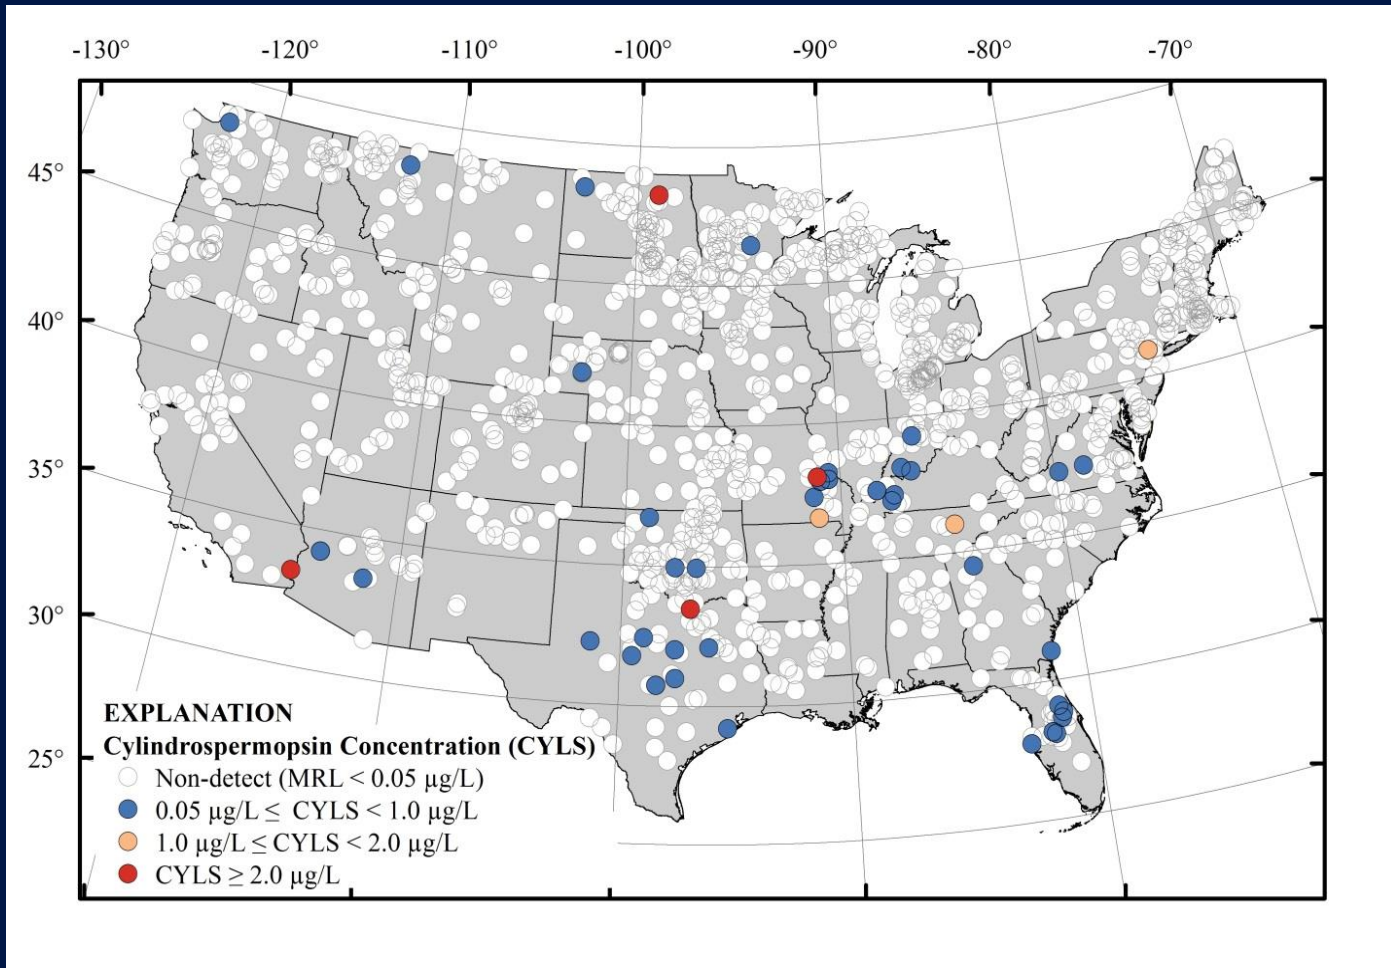 -130° -120° -110° -100° -90° -80° -70°
45°
40°
35°
30°
25°
EXPLANATION
Cylindrospermopsin Concentration (CYLS)
Non-detect (MRL < 0.05 µg/L)
0.05 µg/L ≤ CYLS < 1.0 µg/L
1.0 µg/L ≤ CYLS < 2.0 µg/L
CYLS ≥ 2.0 µg/L